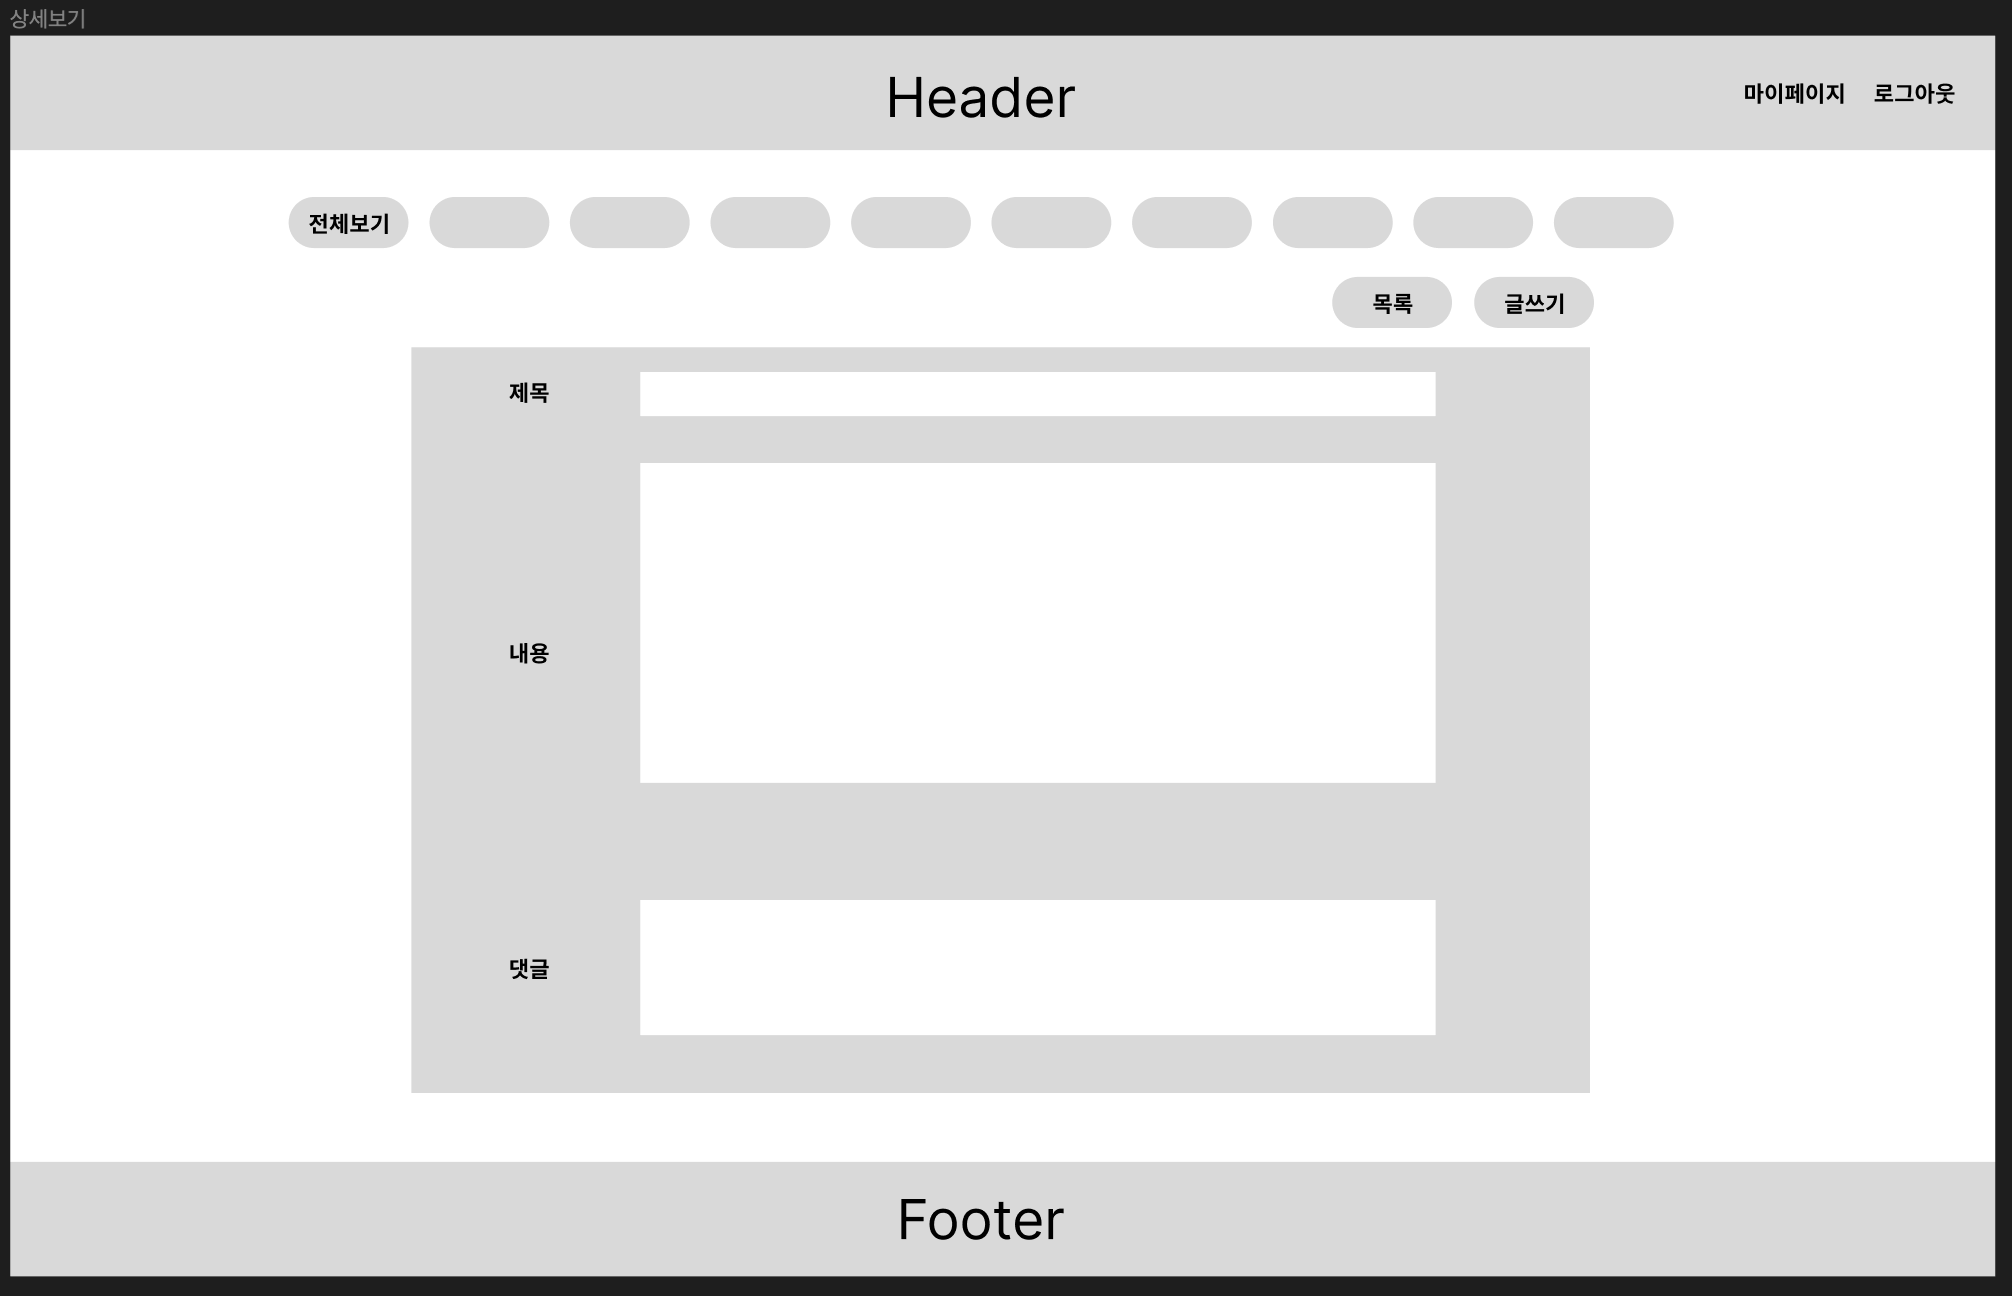 상세보기
Header
마이페이지 로그아웃
전체보기
목록 글쓰기
제목
내용
댓글
Footer